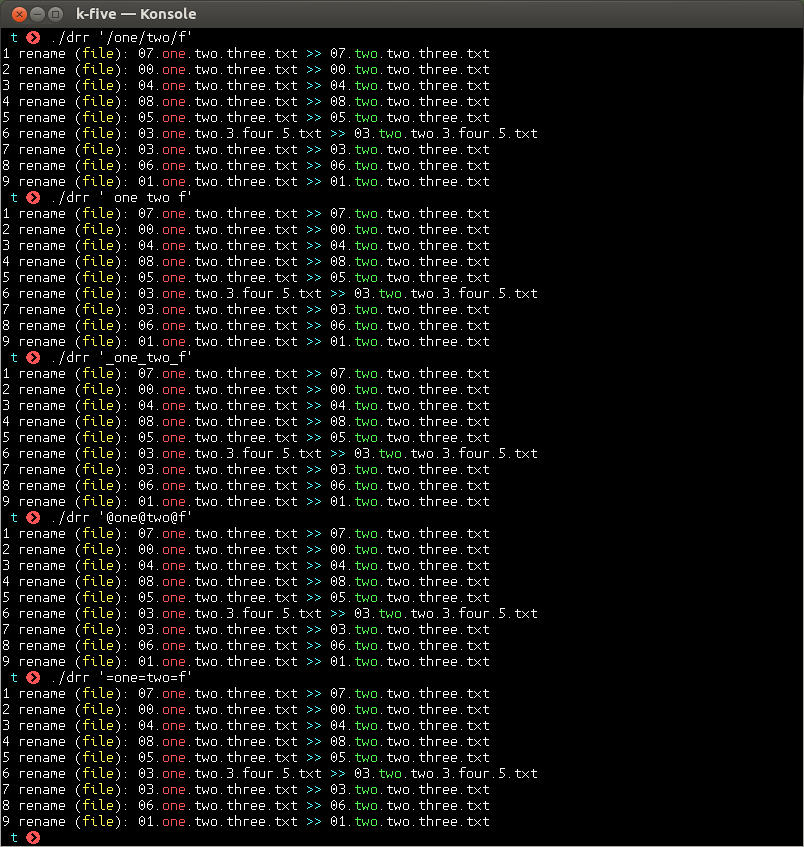 k-five — Konsole
t ./drr '/one/two/f'
1 rename (file): 07.one.two.three.txt >> 07.two.two.three.txt
2 rename (file): 00.one.two.three.txt >> 00.two.two.three.txt
3 rename (file): 04.one.two.three.txt >> 04.two.two.three.txt
4 rename (file): 08.one.two.three.txt >> 08.two.two.three.txt
5 rename (file): 05.one.two.three.txt >> 05.two.two.three.txt
6 rename (file): 03.one.two.3.four.5.txt >> 03.two.two.3.four.5.txt
7 rename (file): 03.one.two.three.txt >> 03.two.two.three.txt
8 rename (file): 06.one.two.three.txt >> 06.two.two.three.txt
9 rename (file): 01.one.two.three.txt >> 01.two.two.three.txt
t ./drr ' one two f'
1 rename (file): 07.one.two.three.txt >> 07.two.two.three.txt
2 rename (file): 00.one.two.three.txt >> 00.two.two.three.txt
3 rename (file): 04.one.two.three.txt >> 04.two.two.three.txt
4 rename (file): 08.one.two.three.txt >> 08.two.two.three.txt
5 rename (file): 05.one.two.three.txt >> 05.two.two.three.txt
6 rename (file): 03.one.two.3.four.5.txt >> 03.two.two.3.four.5.txt
7 rename (file): 03.one.two.three.txt >> 03.two.two.three.txt
8 rename (file): 06.one.two.three.txt >> 06.two.two.three.txt
9 rename (file): 01.one.two.three.txt >> 01.two.two.three.txt
t ./drr '_one_two_f'
1 rename (file): 07.one.two.three.txt >> 07.two.two.three.txt
2 rename (file): 00.one.two.three.txt >> 00.two.two.three.txt
3 rename (file): 04.one.two.three.txt >> 04.two.two.three.txt
4 rename (file): 08.one.two.three.txt >> 08.two.two.three.txt
5 rename (file): 05.one.two.three.txt >> 05.two.two.three.txt
6 rename (file): 03.one.two.3.four.5.txt >> 03.two.two.3.four.5.txt
7 rename (file): 03.one.two.three.txt >> 03.two.two.three.txt
8 rename (file): 06.one.two.three.txt >> 06.two.two.three.txt
9 rename (file): 01.one.two.three.txt >> 01.two.two.three.txt
t ./drr '@one@two@f'
1 rename (file): 07.one.two.three.txt >> 07.two.two.three.txt
2 rename (file): 00.one.two.three.txt >> 00.two.two.three.txt
3 rename (file): 04.one.two.three.txt >> 04.two.two.three.txt
4 rename (file): 08.one.two.three.txt >> 08.two.two.three.txt
5 rename (file): 05.one.two.three.txt >> 05.two.two.three.txt
6 rename (file): 03.one.two.3.four.5.txt >> 03.two.two.3.four.5.txt
7 rename (file): 03.one.two.three.txt >> 03.two.two.three.txt
8 rename (file): 06.one.two.three.txt >> 06.two.two.three.txt
9 rename (file): 01.one.two.three.txt >> 01.two.two.three.txt
t ./drr '=one=two=f'
1 rename (file): 07.one.two.three.txt >> 07.two.two.three.txt
2 rename (file): 00.one.two.three.txt >> 00.two.two.three.txt
3 rename (file): 04.one.two.three.txt >> 04.two.two.three.txt
4 rename (file): 08.one.two.three.txt >> 08.two.two.three.txt
5 rename (file): 05.one.two.three.txt >> 05.two.two.three.txt
6 rename (file): 03.one.two.3.four.5.txt >> 03.two.two.3.four.5.txt
7 rename (file): 03.one.two.three.txt >> 03.two.two.three.txt
8 rename (file): 06.one.two.three.txt >> 06.two.two.three.txt
9 rename (file): 01.one.two.three.txt >> 01.two.two.three.txt
t